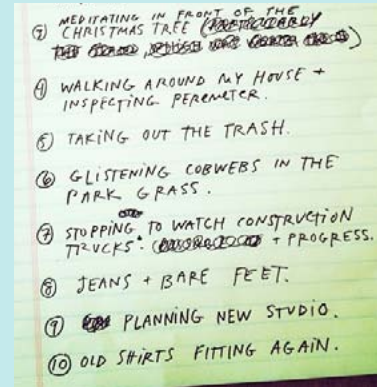 ③ MEDITATING IN FRONT OF THE
CHRISTMAS TREE (
④ WALKING AROUND MY HOUSE +
INSPECTING PEREMETER.
⑤ TAKING OUT THE TRASH.
⑥ GLISTENING COBWEBS IN THE
PARK GRASS.
⑦ STOPPING TO WATCH CONSTRUCTION
TRUCKS. + PROGRESS.
⑧ JEANS + BARE FEET.
⑨ PLANNING NEW STUDIO.
⑩ OLD SHIRTS FITTING AGAIN.